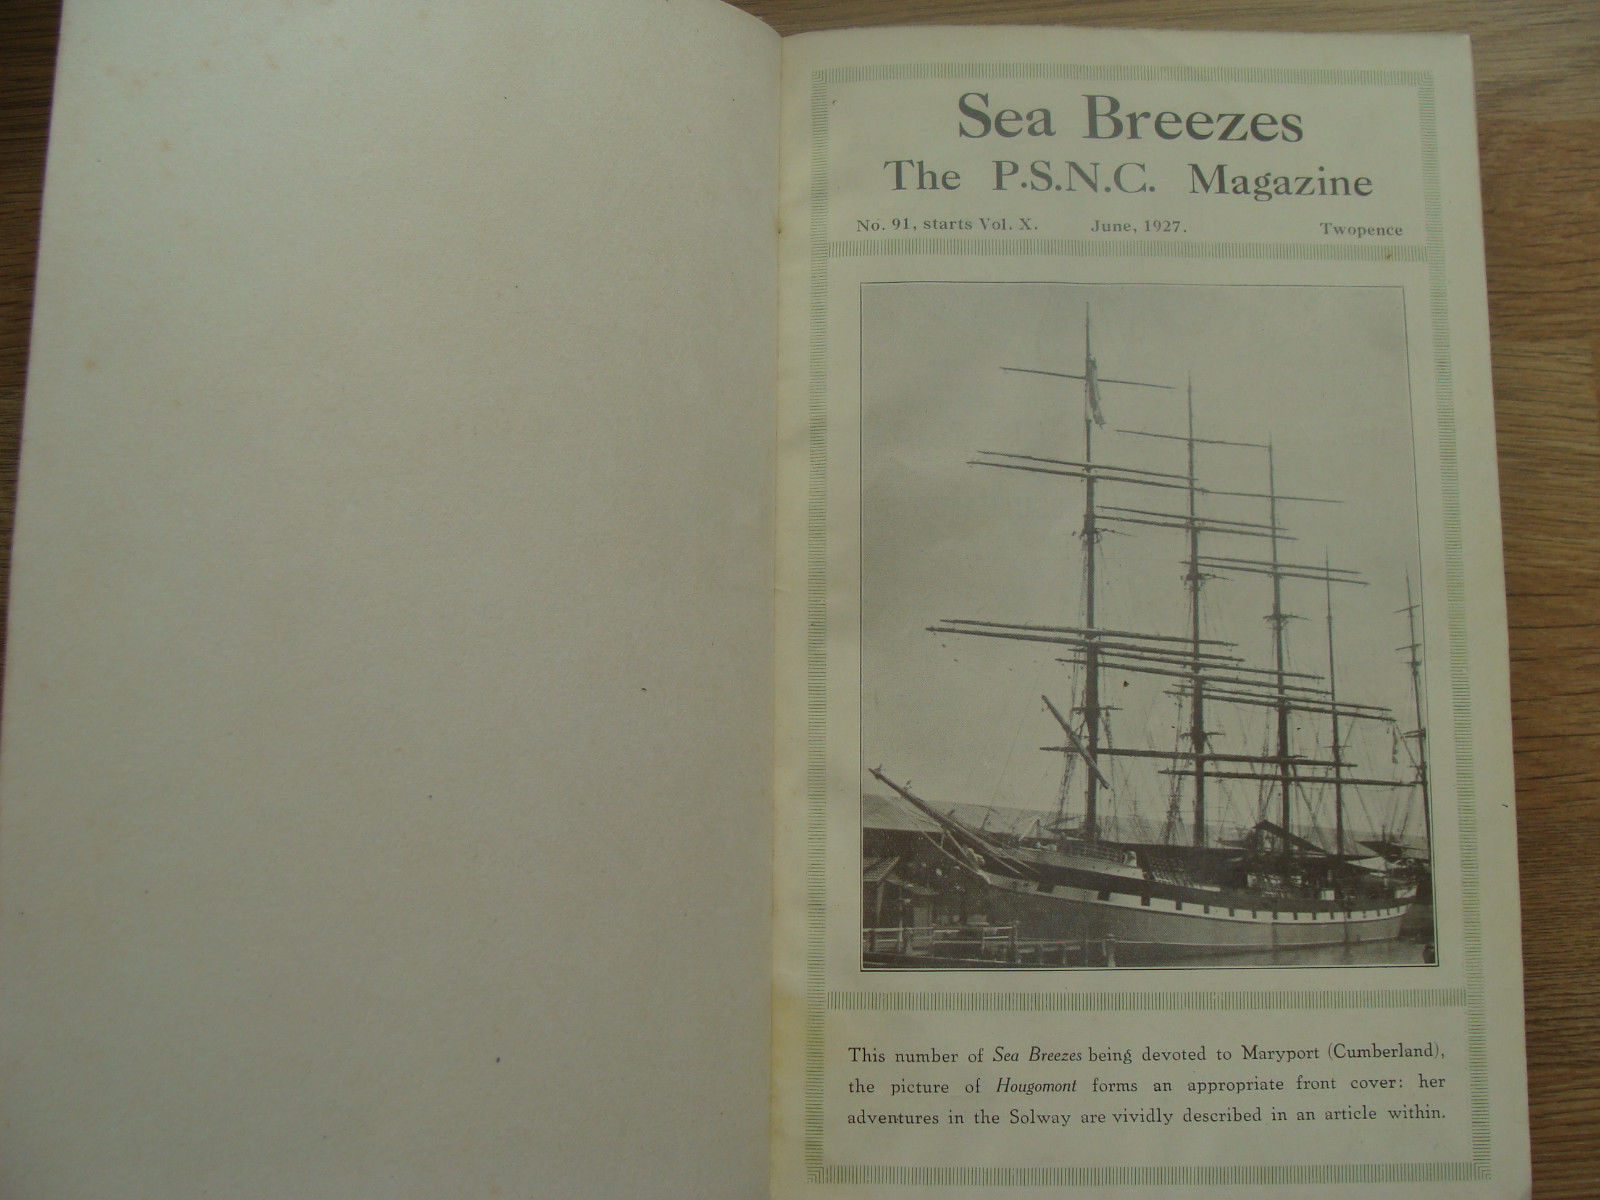 Sea Breezes
The P.S.N.C. Magazine
No. 91, starts Vol. X. June, 1927. Twopence
This number of Sea Breezes being devoted to Maryport (Cumberland),
the picture of Hougomont forms an appropriate front cover: her
adventures in the Solway are vividly described in an article within.